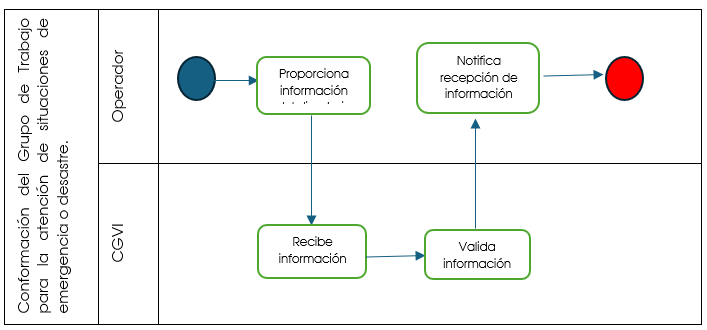 Conformación del Grupo de Trabajo
para la atención de situaciones de
emergencia o desastre.
Operador
Proporciona
información
Notifica
recepción de
información
CGVI
Recibe
información
Valida
información